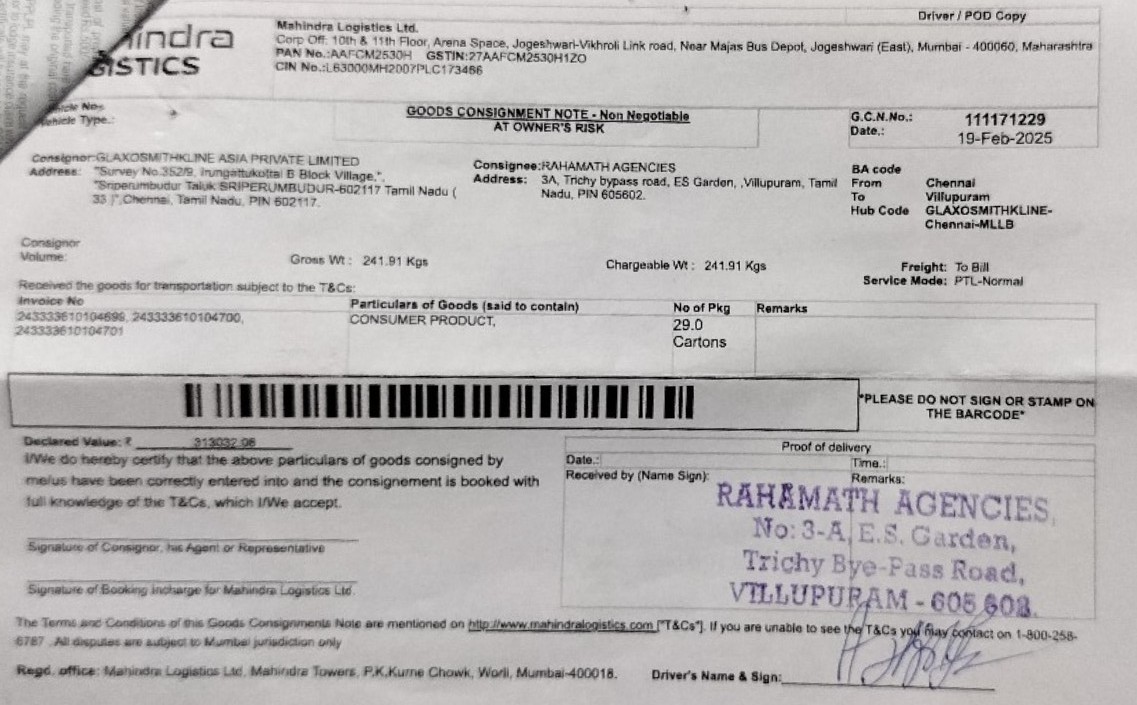 Driver / POD Copy
indra
GISTICS
Mahindra Logistics Ltd.
Corp Off: 10th & 11th Floor, Arena Space, Jogeshwari-Vikhroli Link road, Near Majas Bus Depot, Jogeshwari (East), Mumbai - 400060, Maharashtra
PAN No.:AAFCM2530H GSTIN:27AAFCM2530H1ZO
CIN No.:L63000MH2007PLC173466
Vehicle No.
Vehicle Type.:
GOODS CONSIGNMENT NOTE - Non Negotiable
AT OWNER'S RISK
G.C.N.No.: 111171229
Date.: 19-Feb-2025
Consignor:GLAXOSMITHKLINE ASIA PRIVATE LIMITED
Address: "Survey No.352/9, Irungattukottai B Block Village,",
"Sriperumbudur Taluk SRIPERUMBUDUR-602117 Tamil Nadu (
33 )",Chennai, Tamil Nadu, PIN 602117.
Consignee:RAHAMATH AGENCIES
Address: 3A, Trichy bypass road, ES Garden, ,Villupuram, Tamil
Nadu, PIN 605602.
BA code
From Chennai
To Villupuram
Hub Code GLAXOSMITHKLINE-
Chennai-MLLB
Consignor
Volume:
Gross Wt : 241.91 Kgs
Chargeable Wt : 241.91 Kgs
Freight: To Bill
Service Mode: PTL-Normal
Received the goods for transportation subject to the T&Cs:
Invoice No
243333610104699, 243333610104700,
243333610104701
Particulars of Goods (said to contain)
CONSUMER PRODUCT,
No of Pkg
29.0
Cartons
Remarks
*PLEASE DO NOT SIGN OR STAMP ON
THE BARCODE*
Declared Value: ₹ 313032.06
I/We do hereby certify that the above particulars of goods consigned by
me/us have been correctly entered into and the consignement is booked with
full knowledge of the T&Cs, which I/We accept.
Signature of Consignor, his Agent or Representative
Signature of Booking Incharge for Mahindra Logistics Ltd.
Proof of delivery
Date.:
Time.:
Received by (Name Sign):
Remarks:
RAHAMATH AGENCIES,
No: 3-A, E.S. Garden,
Trichy Bye-Pass Road,
VILLUPURAM - 605 602.
The Terms and Conditions of this Goods Consignments Note are mentioned on http://www.mahindralogistics.com ["T&Cs"]. If you are unable to see the T&Cs you may contact on 1-800-258-
6787 . All disputes are subject to Mumbai jurisdiction only
Regd. office: Mahindra Logistics Ltd, Mahindra Towers, P.K.Kurne Chowk, Worli, Mumbai-400018.
Driver's Name & Sign: